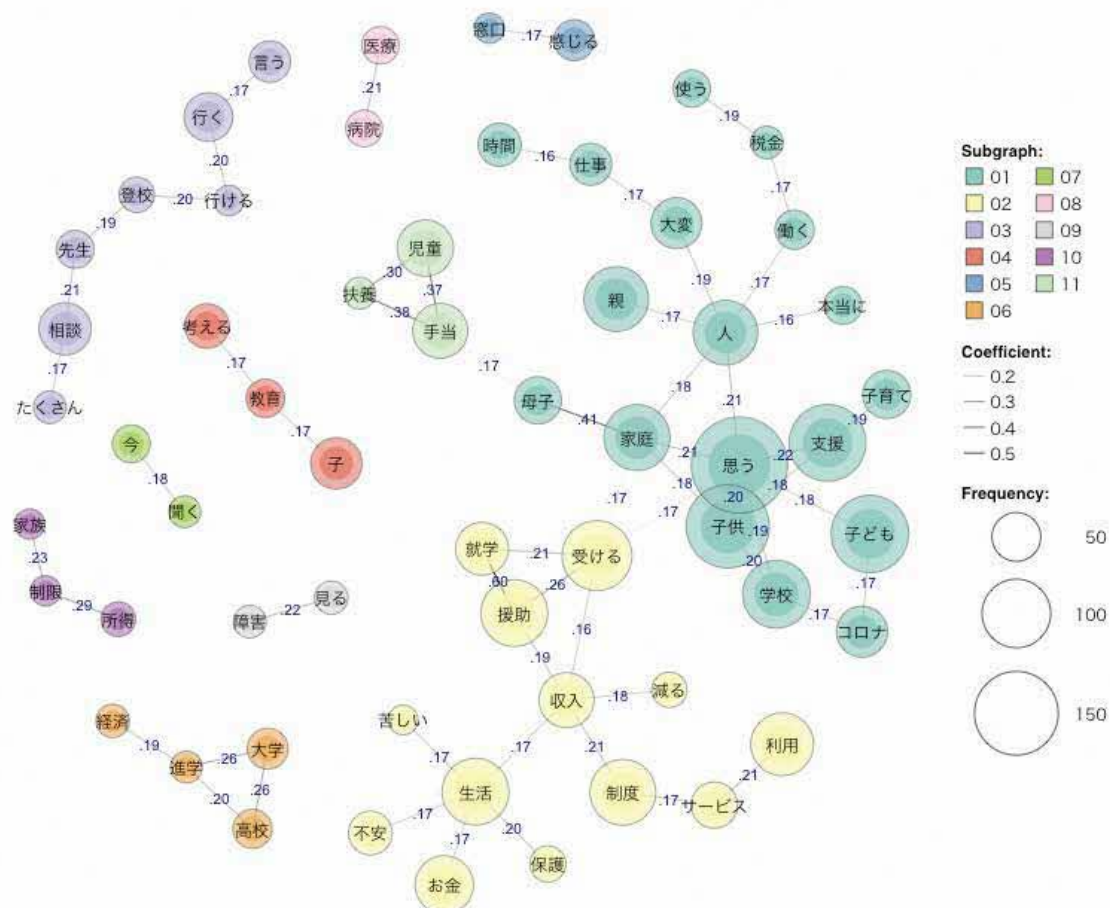 窓口
.17
感じる
言う
.17
行く
.20
登校
.20
行ける
.19
先生
.21
相談
.17
たくさん
医療
.21
病院
使う
.19
税金
.17
働く
.17
時間
.16
仕事
.17
大変
.19
親
.17
人
.16
本当に
児童
.30
扶養
.37
.38
手当
.17
母子
.41
家庭
.18
.21
.21
思う
.22
支援
.19
子育て
.18
.20
.18
.18
子供
.19
子ども
.17
.17
.20
学校
.17
.17
コロナ
考える
.17
教育
.17
子
今
.18
聞く
家族
.23
制限
.29
所得
障害
.22
見る
就学
.21
受ける
.60
.26
援助
.16
.19
収入
.18
減る
苦しい
.17
.17
.21
生活
制度
.17
サービス
.21
利用
.17
不安
.17
.20
お金
保護
経済
.19
進学
.26
大学
.20
.26
高校
Subgraph:
01 07
02 08
03 09
04 10
05 11
06
Coefficient:
0.2
0.3
0.4
0.5
Frequency:
50
100
150